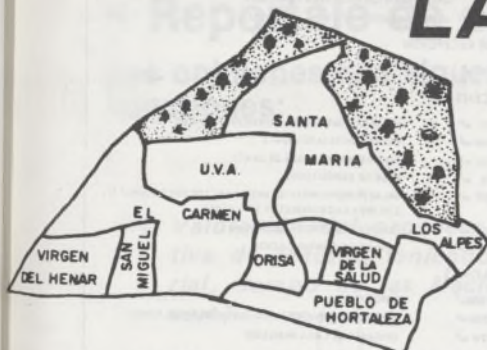 LA
SANTA
MARIA
U.V.A.
EL
CARMEN
LOS
ALPES
VIRGEN
DEL HENAR
SAN
MIGUEL
ORISA
VIRGEN
DE LA
SALUD
PUEBLO DE
HORTALEZA